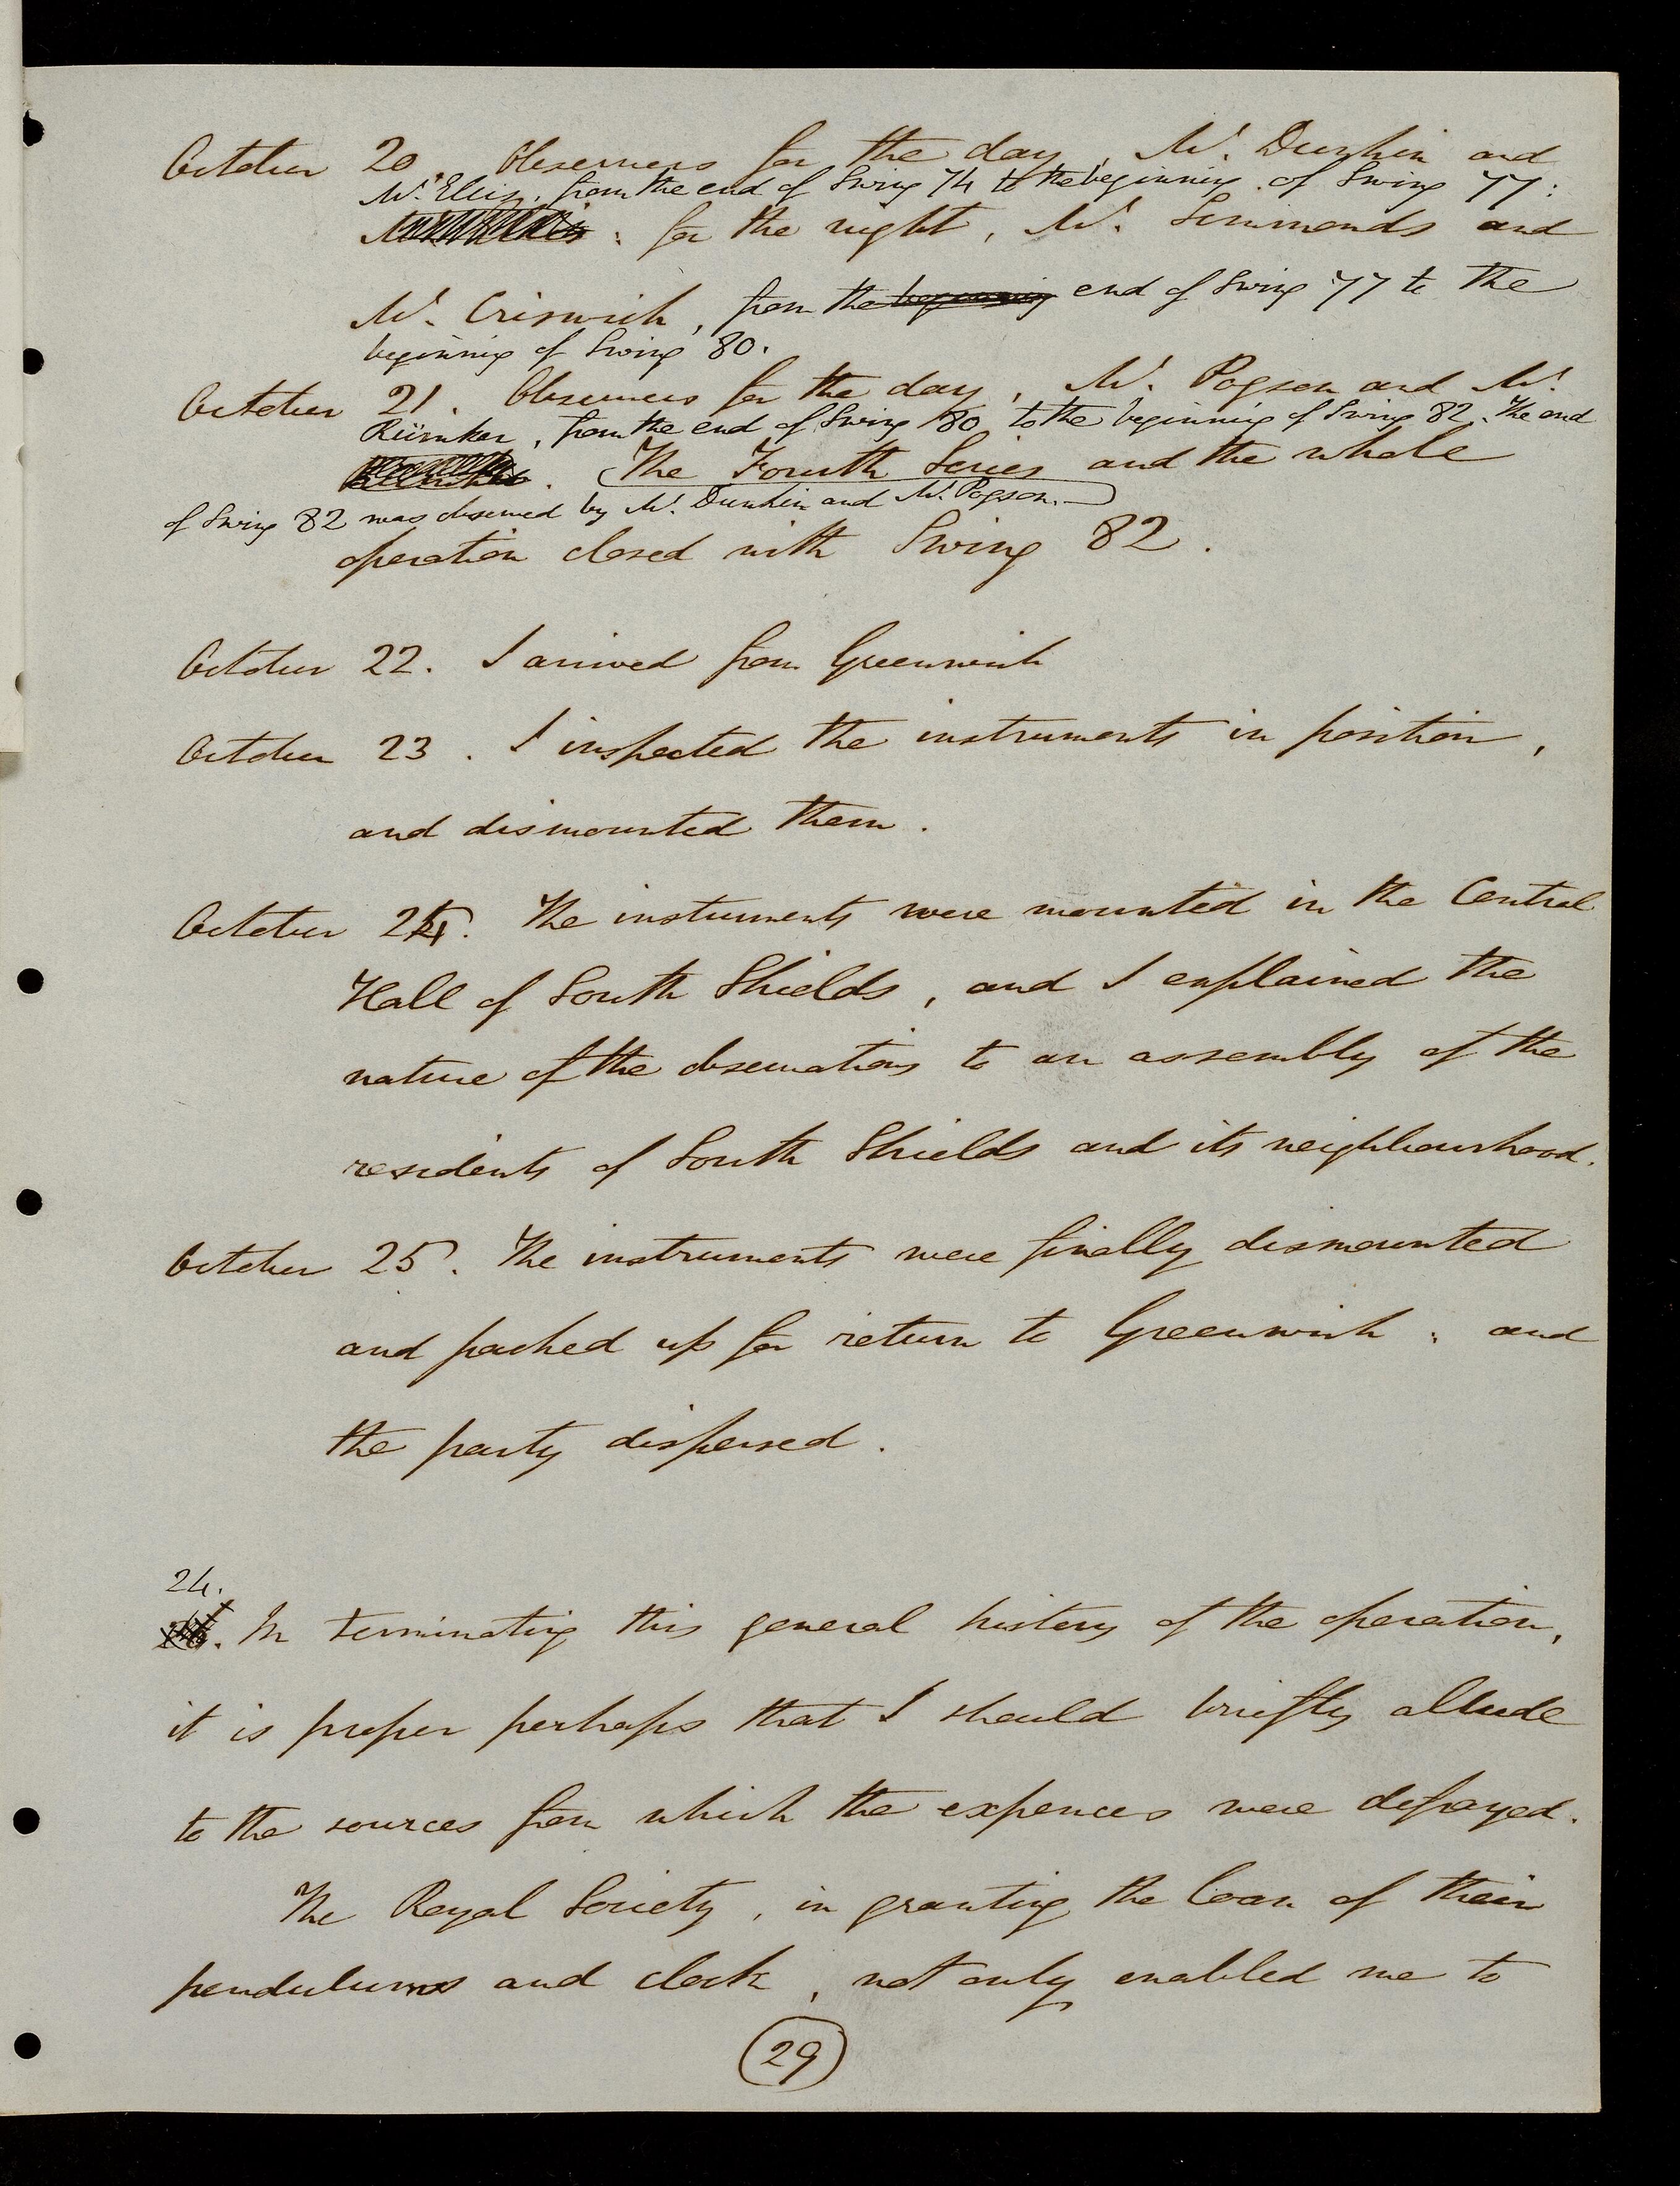 October 20. Observers for the day, Mr. Dunkin and
Mr. Ellis, from the end of Swing 74 to the beginning of Swing 77:
: for the night, Mr. Simmonds and
Mr. Criswick, from the beginning end of Swing 77 to the
beginning of Swing 80.
October 21. Observers for the day, Mr. Pogson and Mr.
Rümker, from the end of Swing 80 to the beginning of Swing 82. The end
. The Fourth Series and the whole
of Swing 82 was observed by Mr. Dunkin and Mr. Pogson.
operation closed with Swing 82.
October 22. I arrived from Greenwich
October 23. I inspected the instruments in position,
and dismounted them.
October 24. The instruments were mounted in the Central
Hall of South Shields, and I explained the
nature of the observations to an assembly of the
residents of South Shields and its neighbourhood.
October 25. The instruments were finally dismounted
and packed up for return to Greenwich: and
the party dispersed.
24.
In terminating this general history of the operation,
it is proper perhaps that I should briefly allude
to the sources from which the expences were defrayed.
The Royal Society, in granting the loan of their
pendulums and clock, not only enabled me to
29